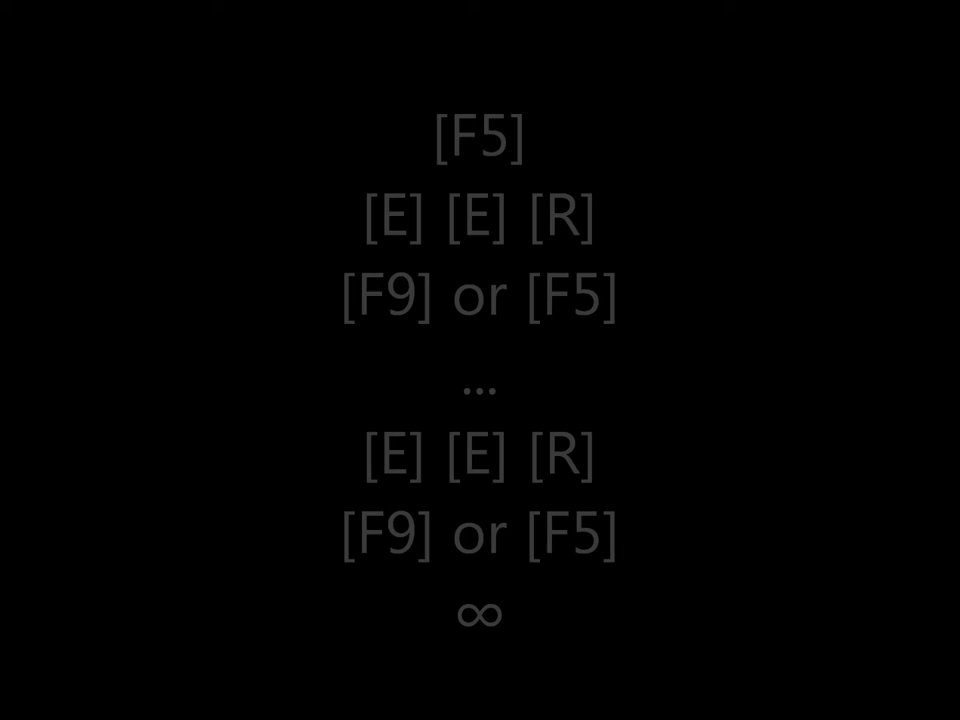 [F5]
[E] [E] [R]
[F9] or [F5]
...
[E] [E] [R]
[F9] or [F5]
∞